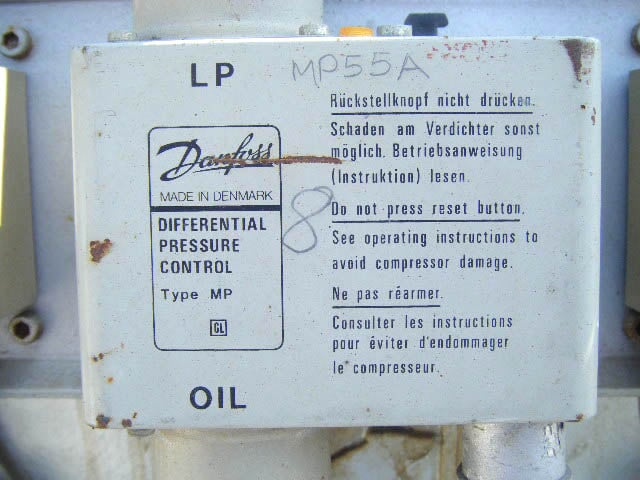 LP
MP55A
Danfoss
MADE IN DENMARK
DIFFERENTIAL
PRESSURE
CONTROL
Type MP
8
OIL
Rückstellknopf nicht drücken.
Schaden am Verdichter sonst
möglich. Betriebsanweisung
(Instruktion) lesen.
Do not press reset button.
See operating instructions to
avoid compressor damage.
Ne pas réarmer.
Consulter les instructions
pour éviter d'endommager
le compresseur.